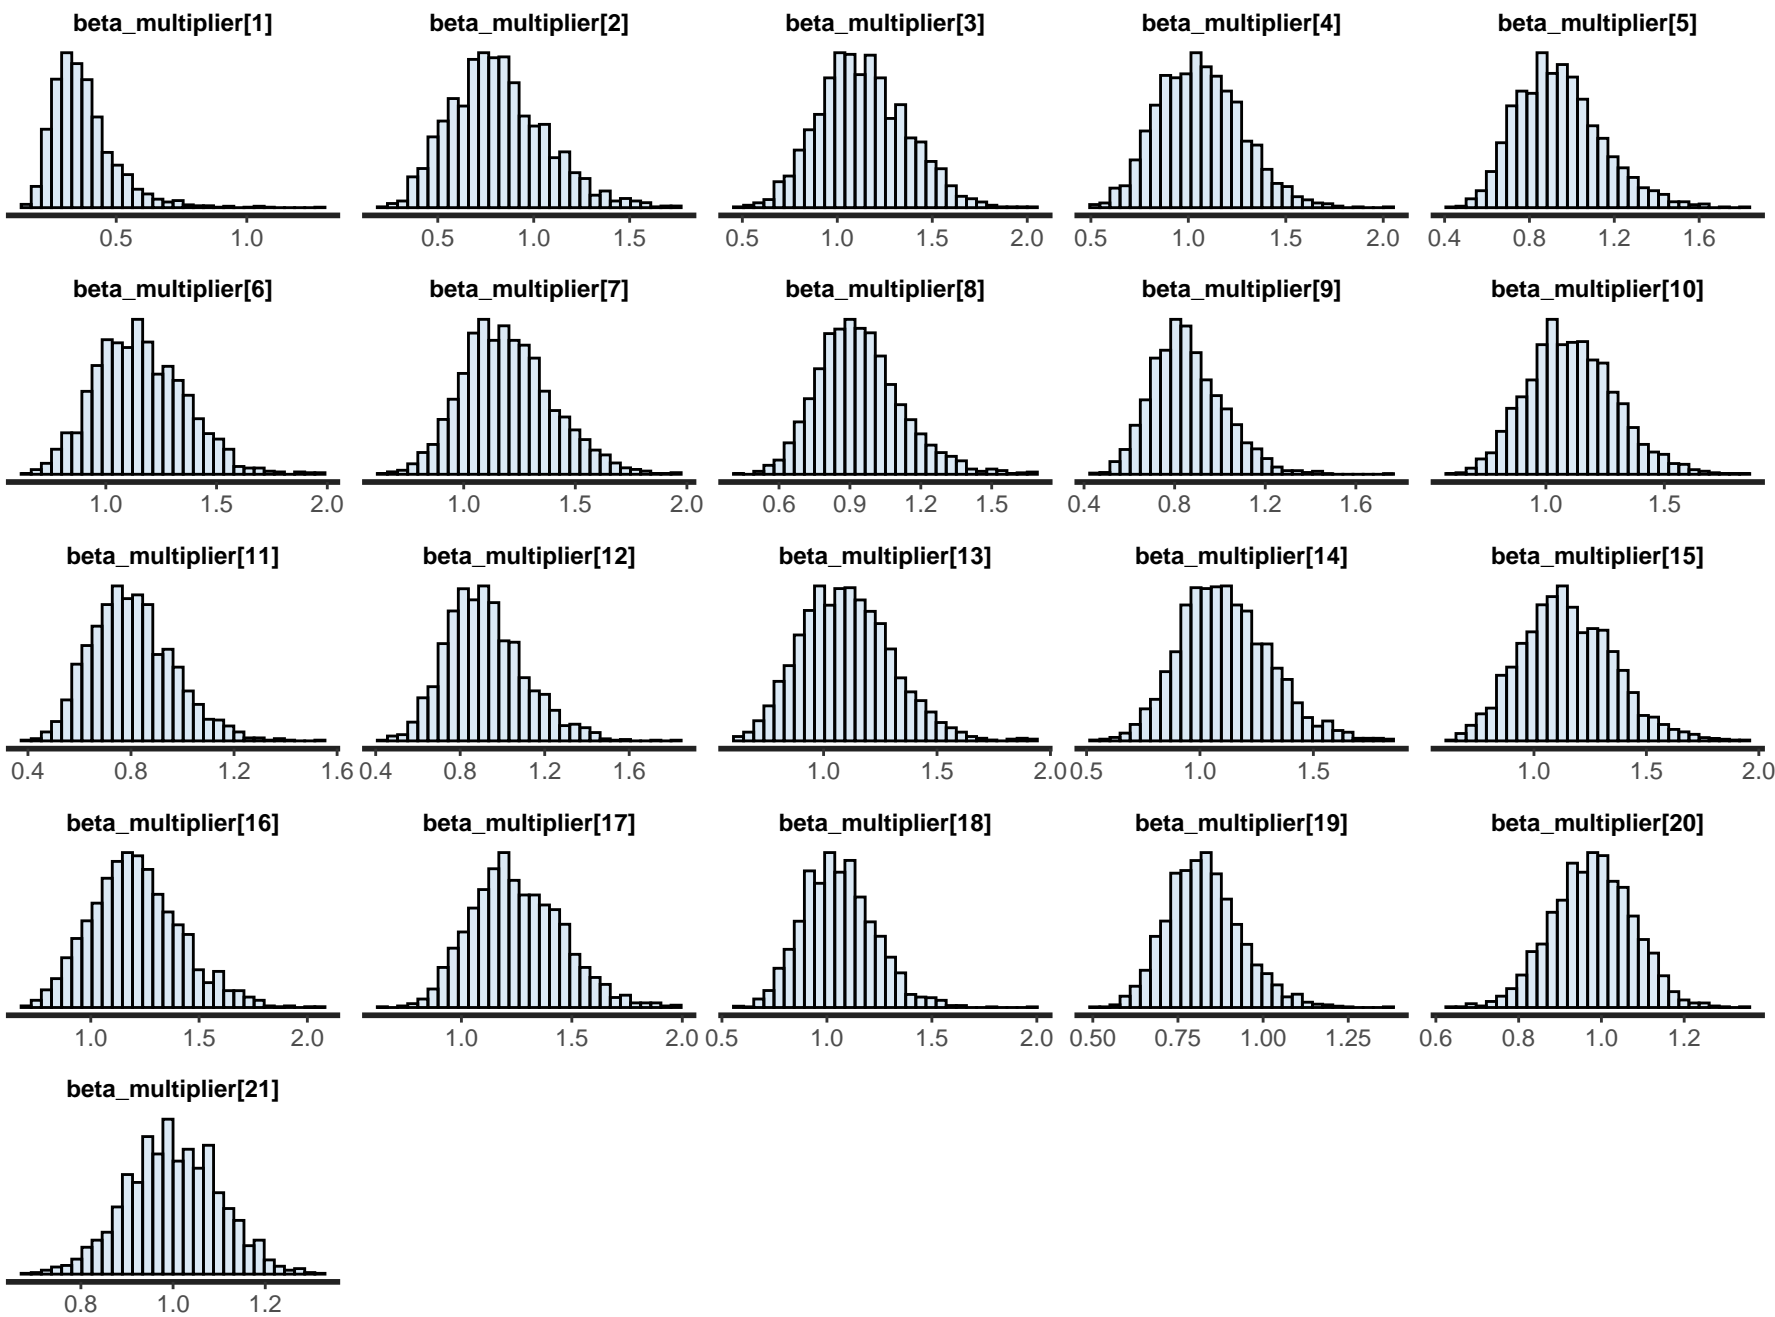 beta_multiplier[1] beta_multiplier[2] beta_multiplier[3] beta_multiplier[4] beta_multiplier[5]
0.5 1.0 0.5 1.0 1.5 0.5 1.0 1.5 2.0 0.5 1.0 1.5 2.0 0.4 0.8 1.2 1.6
beta_multiplier[6] beta_multiplier[7] beta_multiplier[8] beta_multiplier[9] beta_multiplier[10]
1.0 1.5 2.0 1.0 1.5 2.0 0.6 0.9 1.2 1.5 0.4 0.8 1.2 1.6 1.0 1.5
beta_multiplier[11] beta_multiplier[12] beta_multiplier[13] beta_multiplier[14] beta_multiplier[15]
0.4 0.8 1.2 1.6 0.4 0.8 1.2 1.6 1.0 1.5 2.0 0.5 1.0 1.5 1.0 1.5 2.0
beta_multiplier[16] beta_multiplier[17] beta_multiplier[18] beta_multiplier[19] beta_multiplier[20]
1.0 1.5 2.0 1.0 1.5 2.0 0.5 1.0 1.5 2.0 0.50 0.75 1.00 1.25 0.6 0.8 1.0 1.2
beta_multiplier[21]
0.8 1.0 1.2